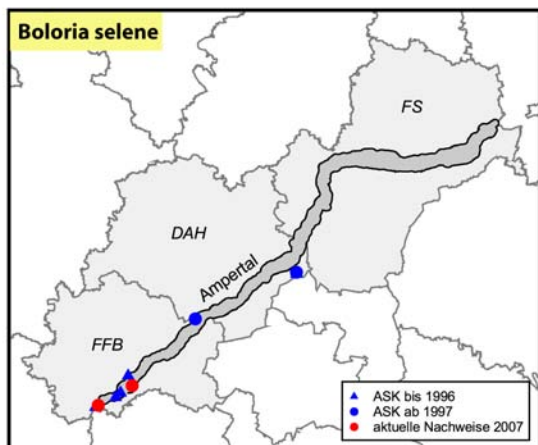 Boloria selene
FS
DAH
Ampertal
FFB
ASK bis 1996
ASK ab 1997
aktuelle Nachweise 2007